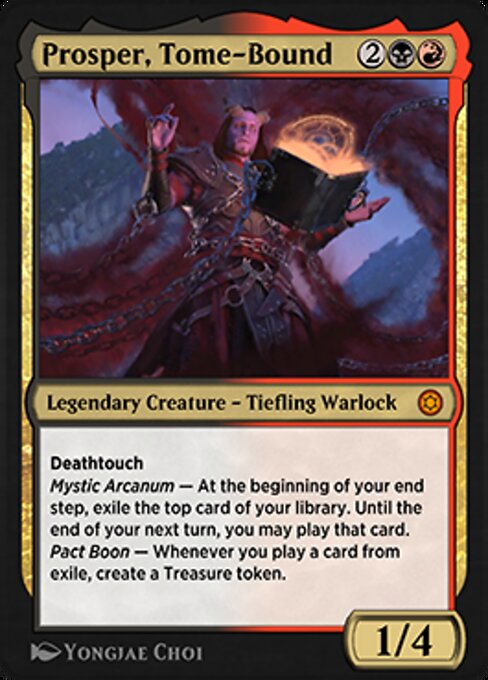 Prosper, Tome-Bound 2
Legendary Creature – Tiefling Warlock
Deathtouch
Mystic Arcanum — At the beginning of your end
step, exile the top card of your library. Until the
end of your next turn, you may play that card.
Pact Boon — Whenever you play a card from
exile, create a Treasure token.
1/4
Yongjae Choi